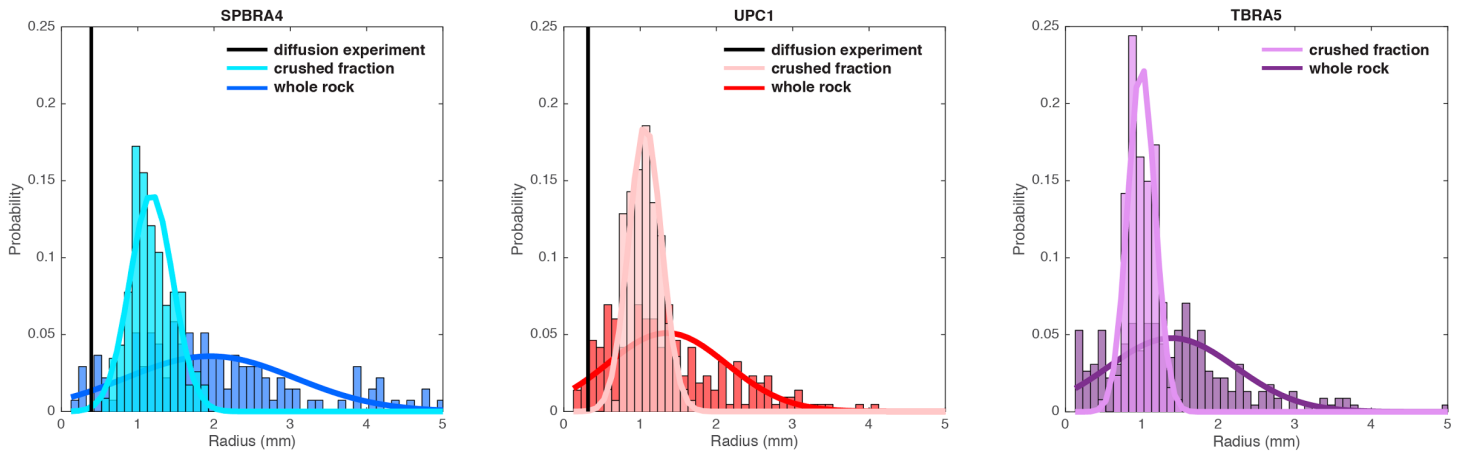 SPBRA4
0.25
0.2
0.15
0.1
0.05
0
Probability
diffusion experiment
crushed fraction
whole rock
0 1 2 3 4 5
Radius (mm)
UPC1
0.25
0.2
0.15
0.1
0.05
0
Probability
diffusion experiment
crushed fraction
whole rock
0 1 2 3 4 5
Radius (mm)
TBRA5
0.25
0.2
0.15
0.1
0.05
0
Probability
crushed fraction
whole rock
0 1 2 3 4 5
Radius (mm)